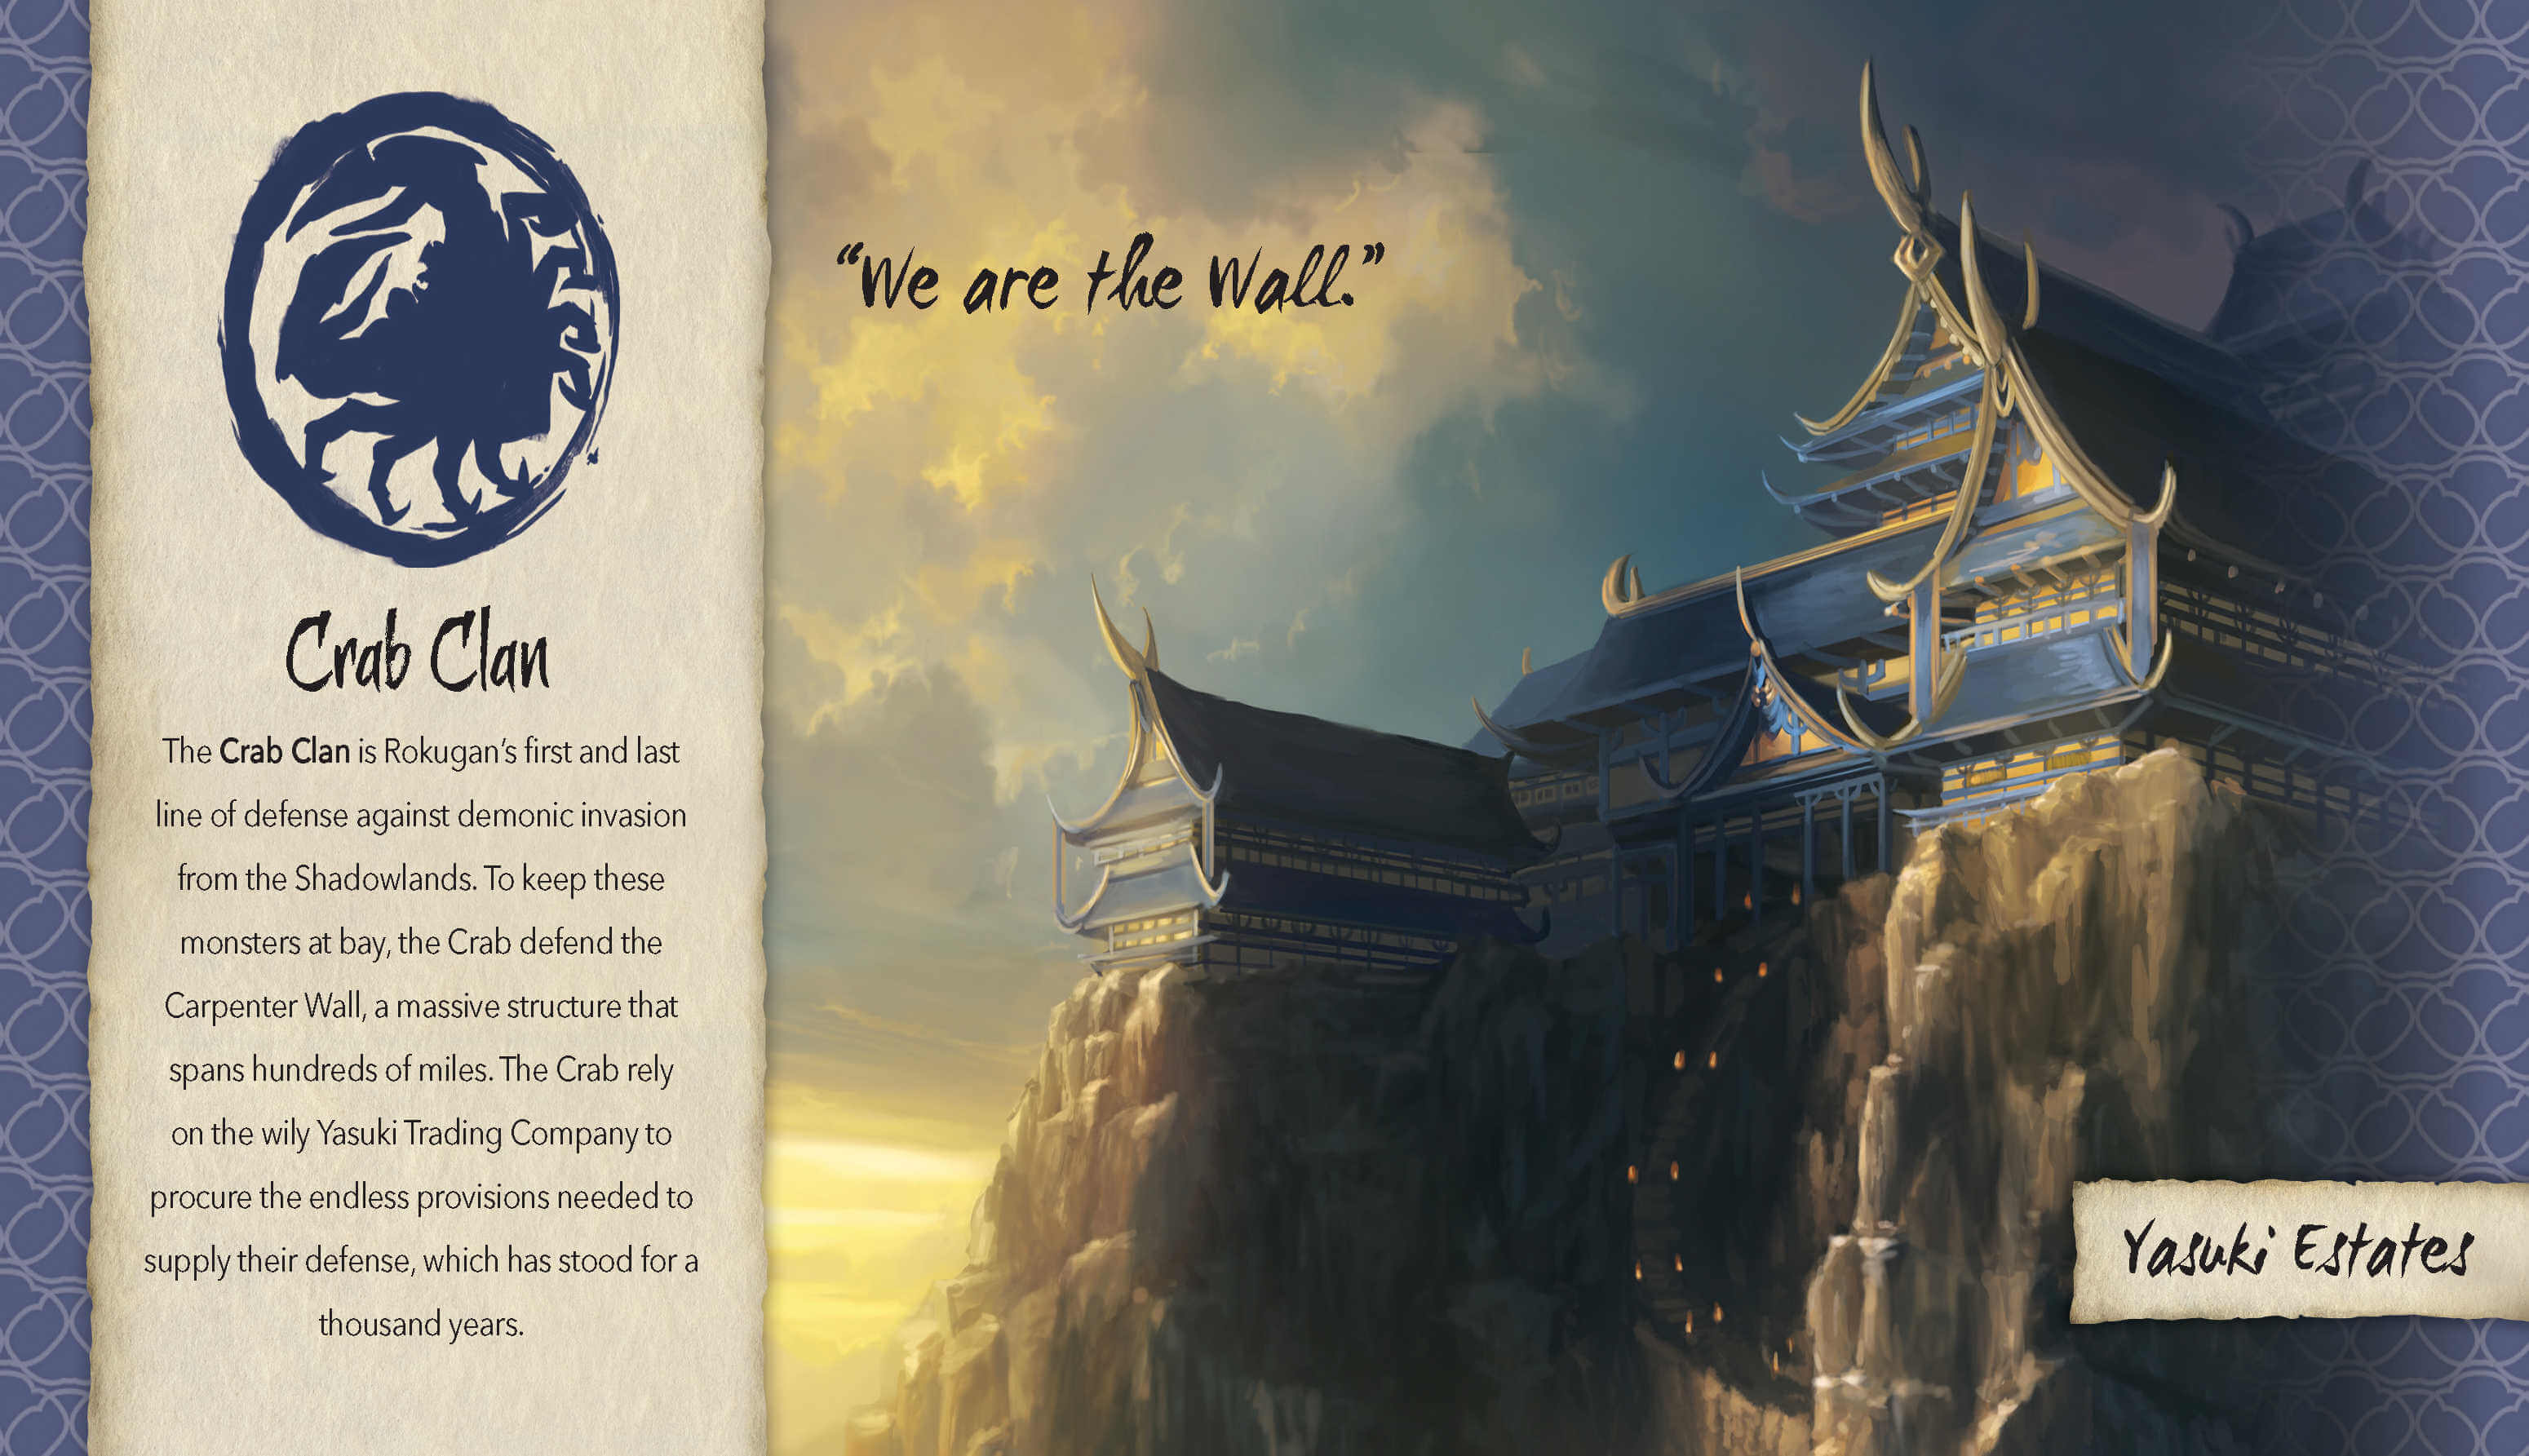 Crab Clan
The Crab Clan is Rokugan’s first and last
line of defense against demonic invasion
from the Shadowlands. To keep these
monsters at bay, the Crab defend the
Carpenter Wall, a massive structure that
spans hundreds of miles. The Crab rely
on the wily Yasuki Trading Company to
procure the endless provisions needed to
supply their defense, which has stood for a
thousand years.
“We are the Wall.”
Yasuki Estates